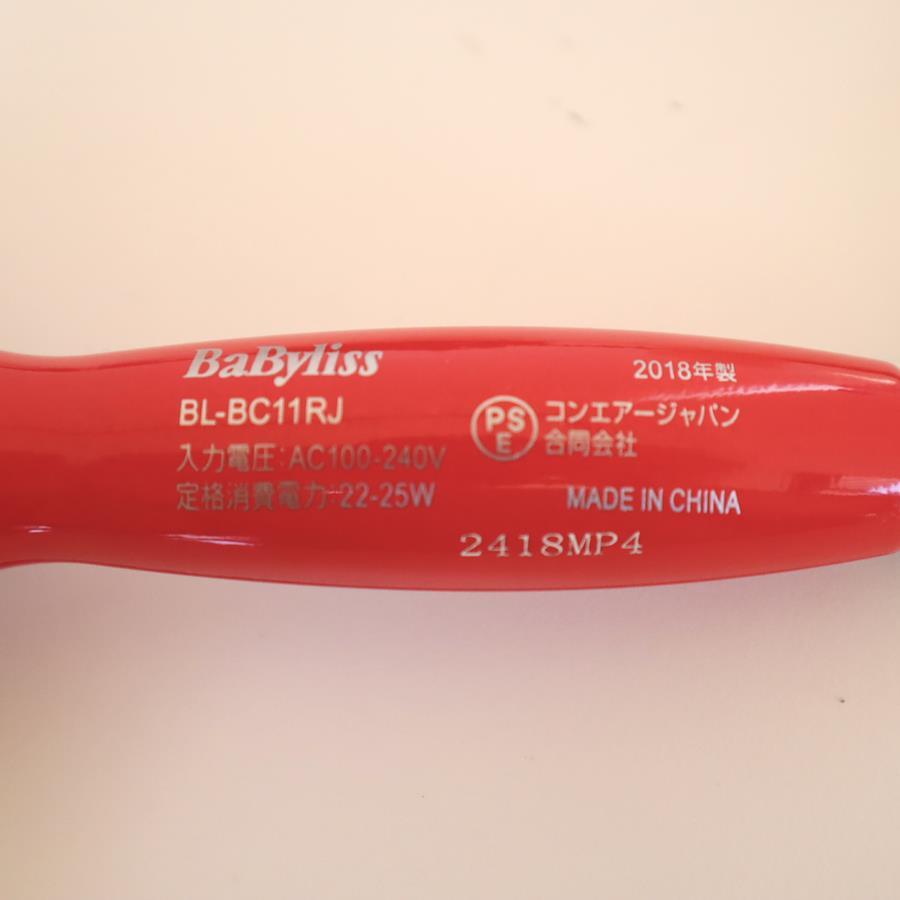 BaByliss
BL-BC11RJ
入力電圧:AC100-240V
定格消費電力:22-25W
2018年製
PS
E
コンエアージャパン
合同会社
MADE IN CHINA
2418MP4